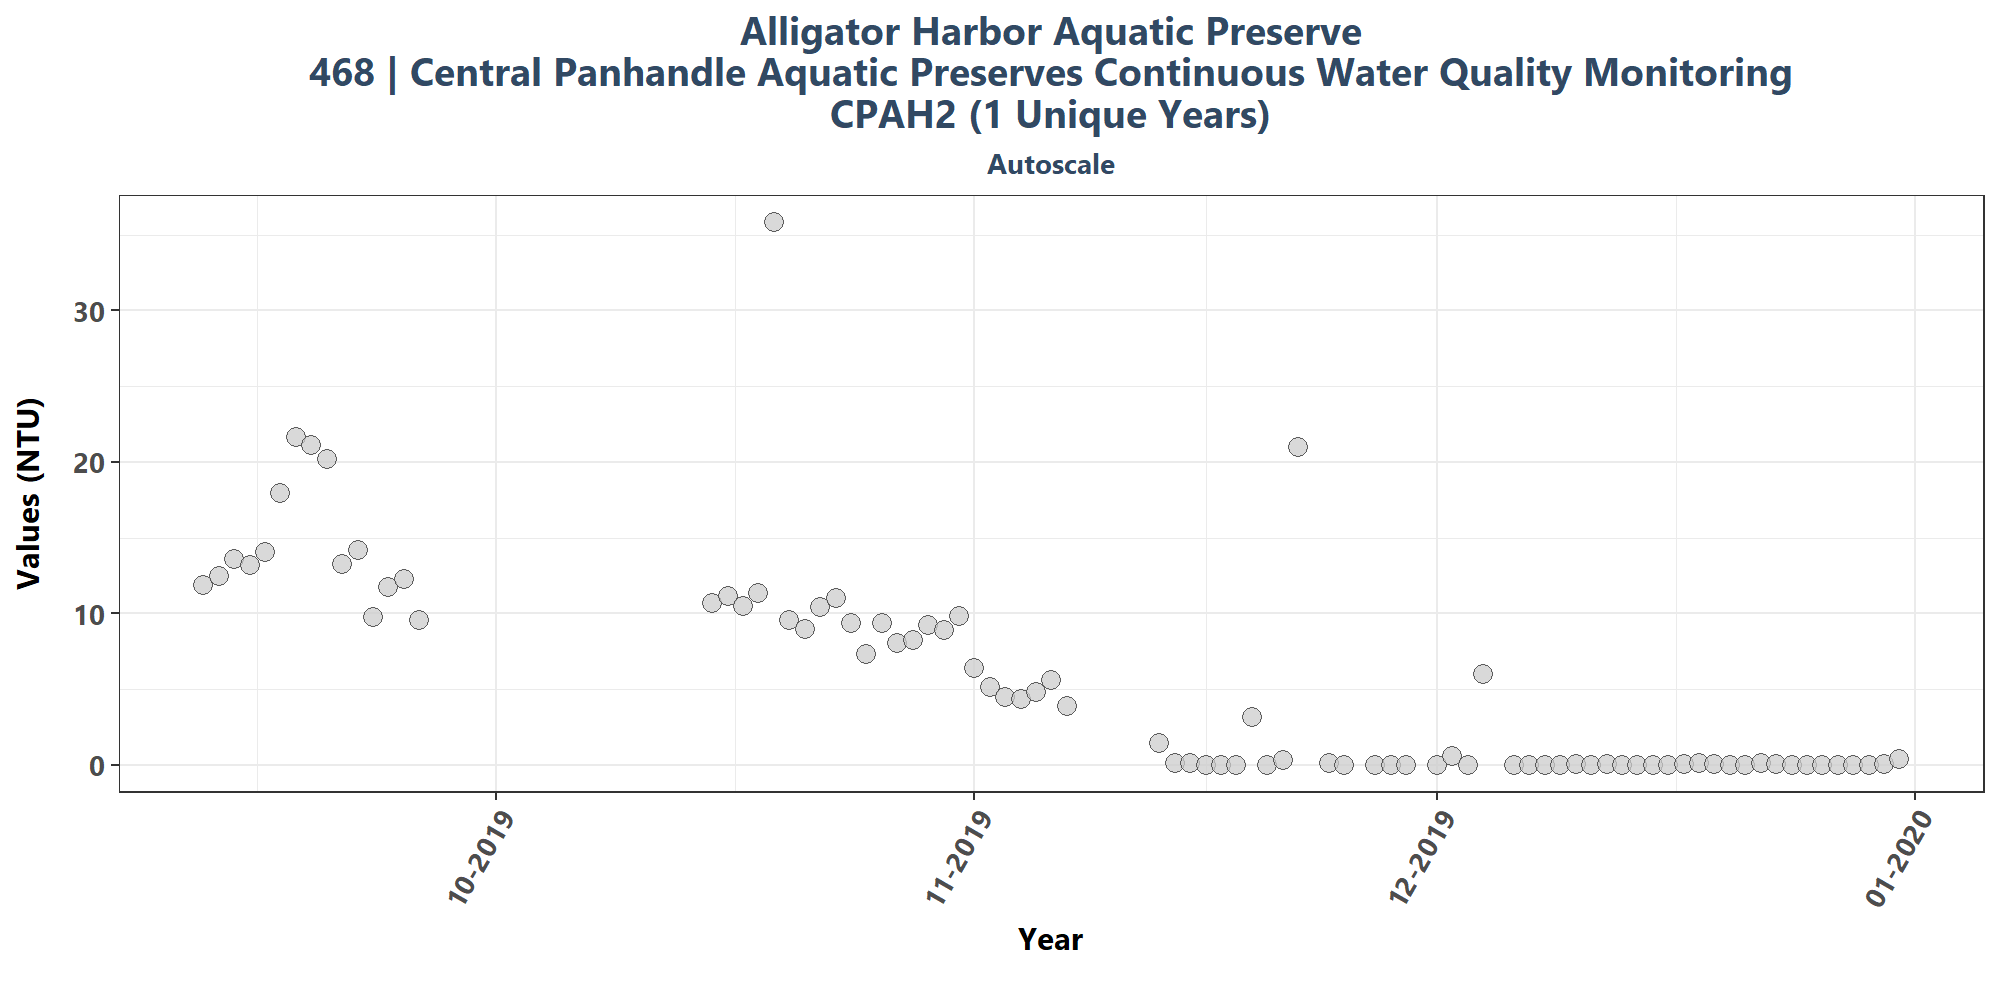 Alligator Harbor Aquatic Preserve
468 | Central Panhandle Aquatic Preserves Continuous Water Quality Monitoring
CPAH2 (1 Unique Years)
Autoscale
Values (NTU)
30
20
10
0
10-2019
11-2019
12-2019
01-2020
Year